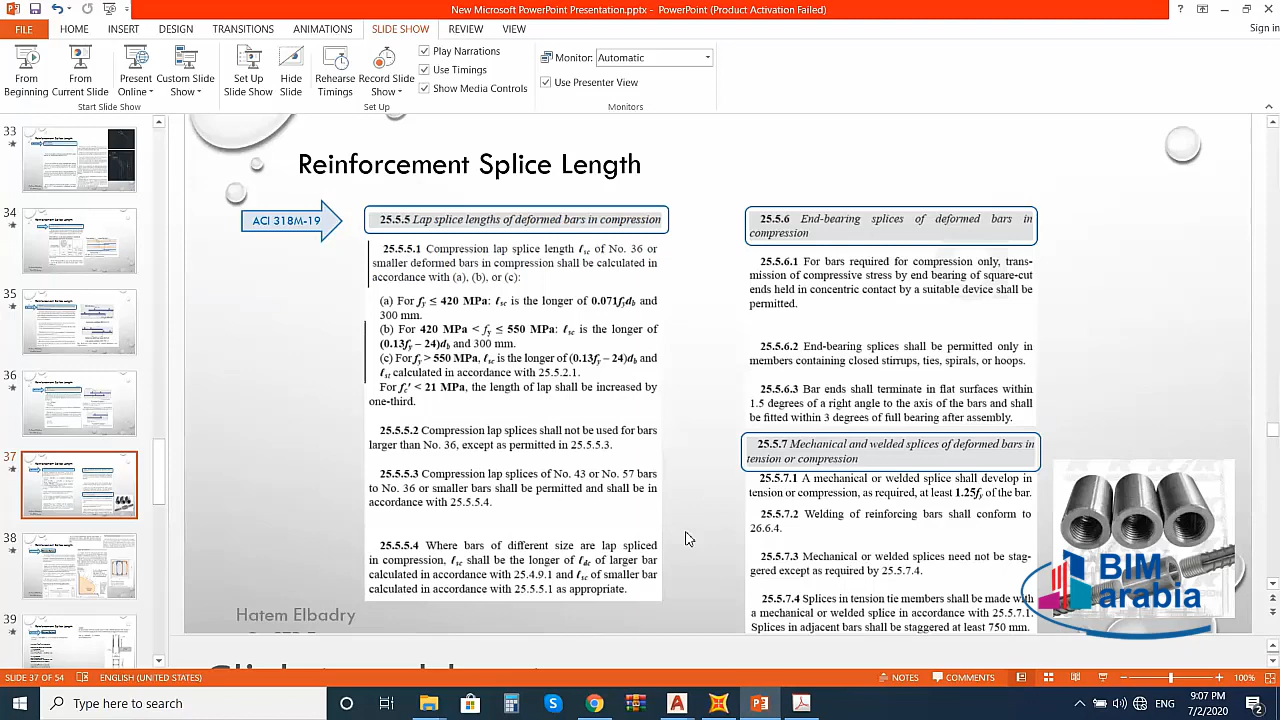 New Microsoft PowerPoint Presentation.pptx - PowerPoint (Product Activation Failed)
FILE HOME INSERT DESIGN TRANSITIONS ANIMATIONS SLIDE SHOW REVIEW VIEW Sign in
From Beginning
From Current Slide
Present Online
Custom Slide Show
Start Slide Show
Set Up Slide Show
Hide Slide
Rehearse Timings
Record Slide Show
Play Narrations
Use Timings
Show Media Controls
Set Up
Monitor: Automatic
Use Presenter View
Monitors
33
34
35
36
37
38
39
Reinforcement Splice Length
ACI 318M-19
25.5.5 Lap splice lengths of deformed bars in compression
25.5.5.1 Compression lap splice length ℓsc of No. 36 or
smaller deformed bars in compression shall be calculated in
accordance with (a), (b), or (c):
(a) For fy ≤ 420 MPa: ℓsc is the longer of 0.071fydb and
300 mm.
(b) For 420 MPa < fy ≤ 550 MPa: ℓsc is the longer of
(0.13fy – 24)db and 300 mm.
(c) For fy > 550 MPa, ℓsc is the longer of (0.13fy – 24)db and
ℓst calculated in accordance with 25.5.2.1.
For fc′ < 21 MPa, the length of lap shall be increased by
one-third.
25.5.5.2 Compression lap splices shall not be used for bars
larger than No. 36, except as permitted in 25.5.5.3.
25.5.5.3 Compression lap splices of No. 43 or No. 57 bars
to No. 36 or smaller bars shall be permitted and shall be in
accordance with 25.5.5.4.
25.5.5.4 Where bars of different size are lap spliced
in compression, ℓsc shall be the longer of ℓdc of larger bar
calculated in accordance with 25.4.9.1 and ℓsc of smaller bar
calculated in accordance with 25.5.5.1 as appropriate.
Hatem Elbadry
25.5.6 End-bearing splices of deformed bars in
compression
25.5.6.1 For bars required for compression only, trans-
mission of compressive stress by end bearing of square-cut
ends held in concentric contact by a suitable device shall be
permitted.
25.5.6.2 End-bearing splices shall be permitted only in
members containing closed stirrups, ties, spirals, or hoops.
25.5.6.3 Bar ends shall terminate in flat surfaces within
1.5 degrees of a right angle to the axis of the bars and shall
be fitted within 3 degrees of full bearing after assembly.
25.5.7 Mechanical and welded splices of deformed bars in
tension or compression
25.5.7.1 A mechanical or welded splice shall develop in
tension or compression, as required, at least 1.25fy of the bar.
25.5.7.2 Welding of reinforcing bars shall conform to
26.6.4.
25.5.7.3 Mechanical or welded splices need not be stag-
gered except as required by 25.5.7.4.
25.5.7.4 Splices in tension tie members shall be made with
a mechanical or welded splice in accordance with 25.5.7.1.
Splices in adjacent bars shall be staggered at least 750 mm.
BIM
arabia
SLIDE 37 OF 54 ENGLISH (UNITED STATES) NOTES COMMENTS 100%
Type here to search
ENG
9:07 PM
7/2/2020